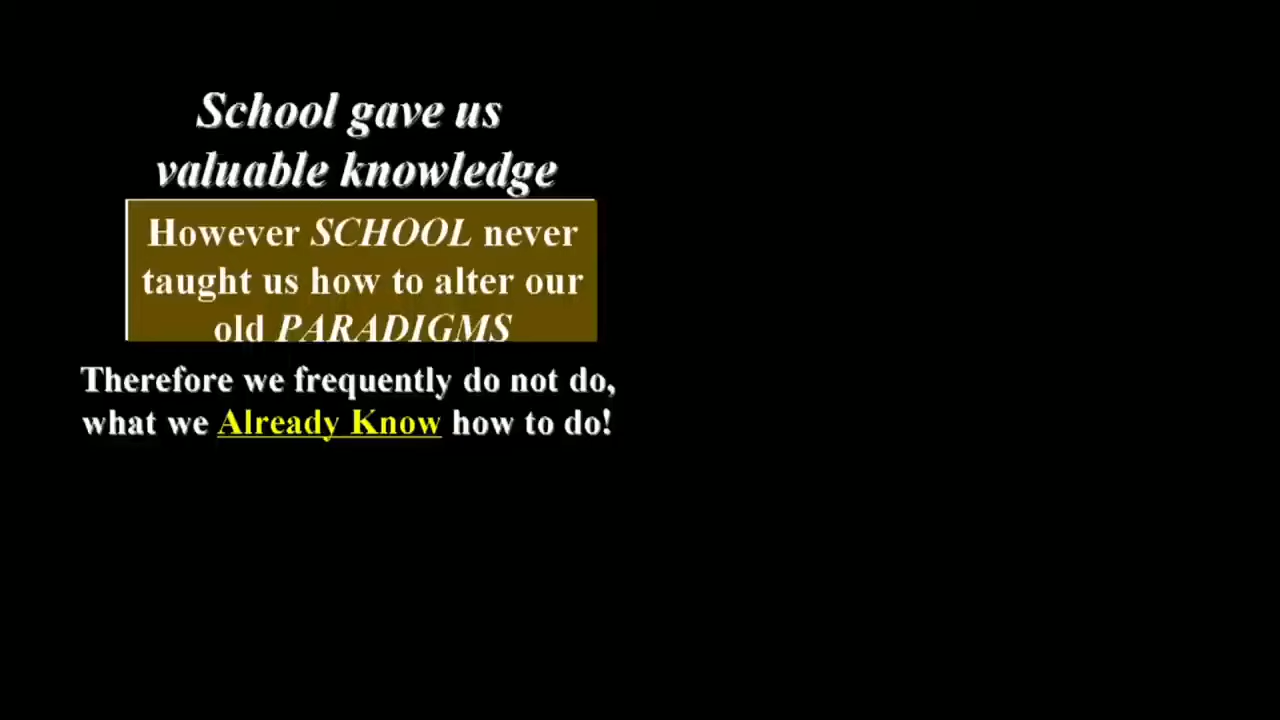 School gave us
valuable knowledge
However SCHOOL never
taught us how to alter our
old PARADIGMS
Therefore we frequently do not do,
what we Already Know how to do!